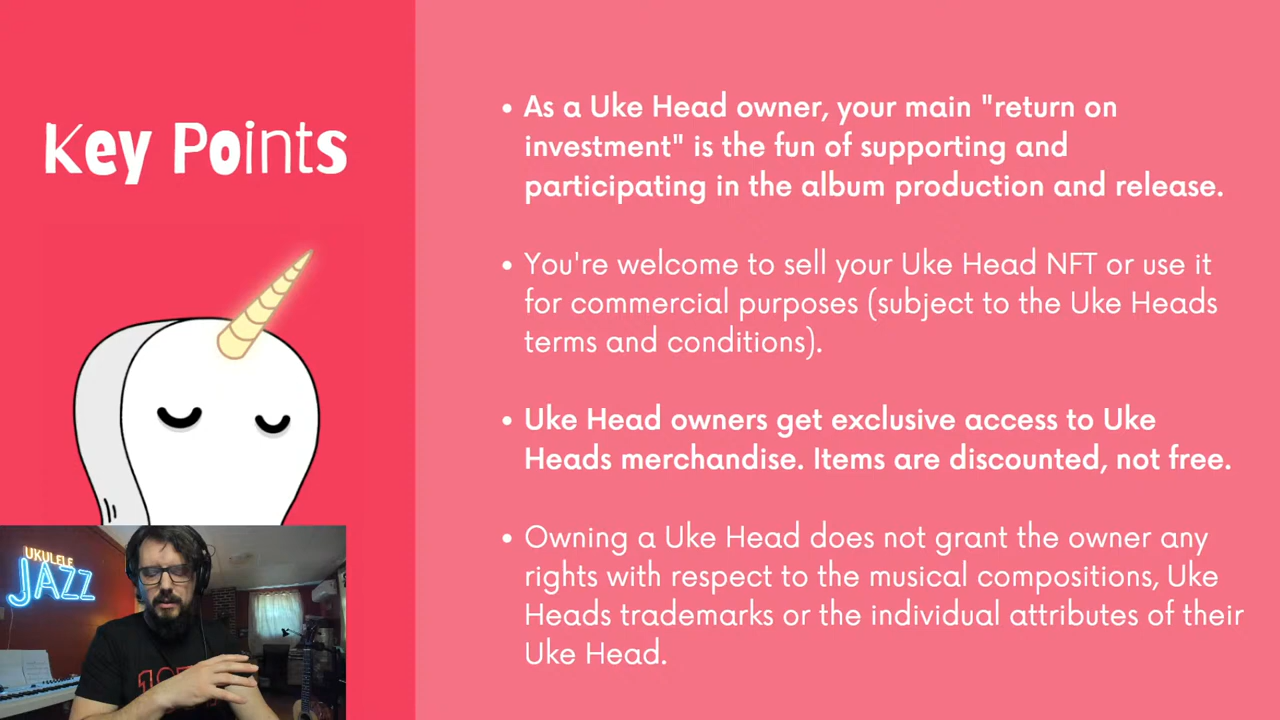 Key Points
• As a Uke Head owner, your main "return on
investment" is the fun of supporting and
participating in the album production and release.
• You're welcome to sell your Uke Head NFT or use it
for commercial purposes (subject to the Uke Heads
terms and conditions).
• Uke Head owners get exclusive access to Uke
Heads merchandise. Items are discounted, not free.
• Owning a Uke Head does not grant the owner any
rights with respect to the musical compositions, Uke
Heads trademarks or the individual attributes of their
Uke Head.
UKULELE
JAZZ